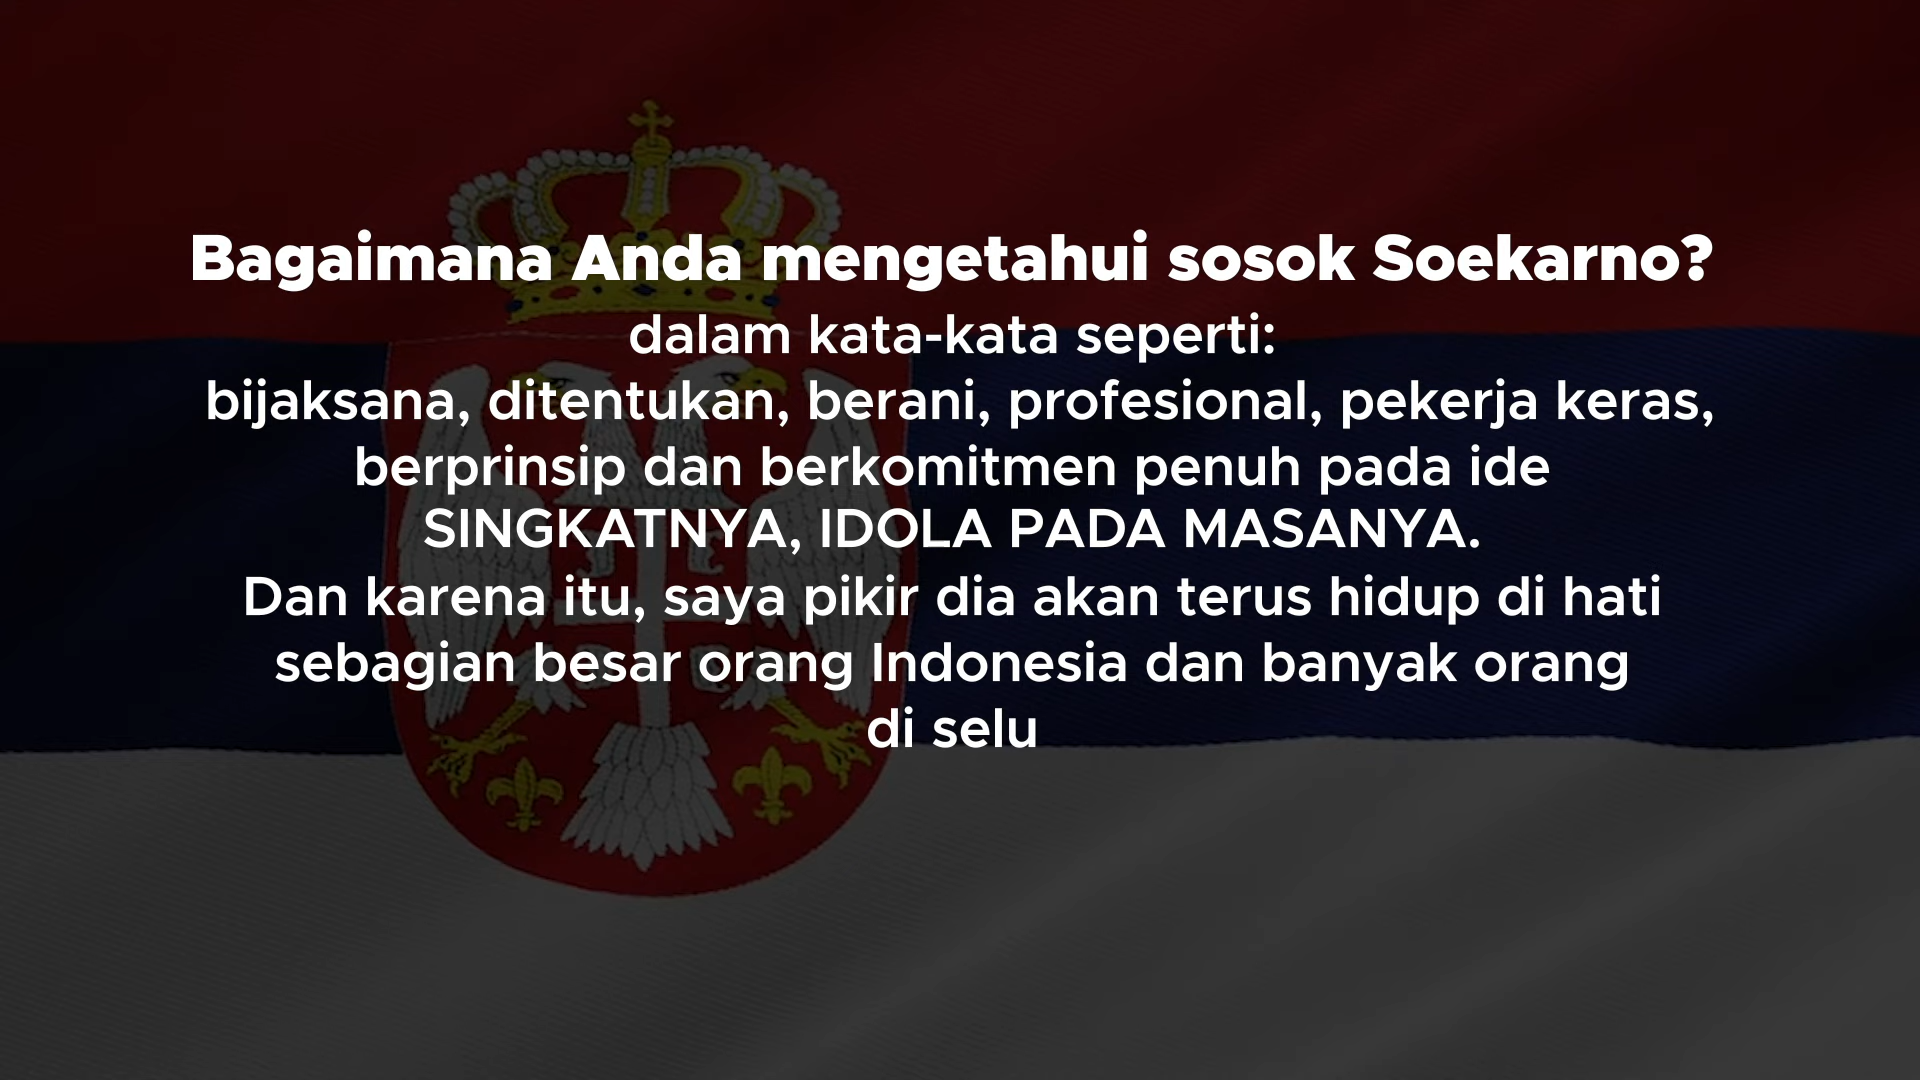 Bagaimana Anda mengetahui sosok Soekarno?
dalam kata-kata seperti:
bijaksana, ditentukan, berani, profesional, pekerja keras,
berprinsip dan berkomitmen penuh pada ide
SINGKATNYA, IDOLA PADA MASANYA.
Dan karena itu, saya pikir dia akan terus hidup di hati
sebagian besar orang Indonesia dan banyak orang
di selu